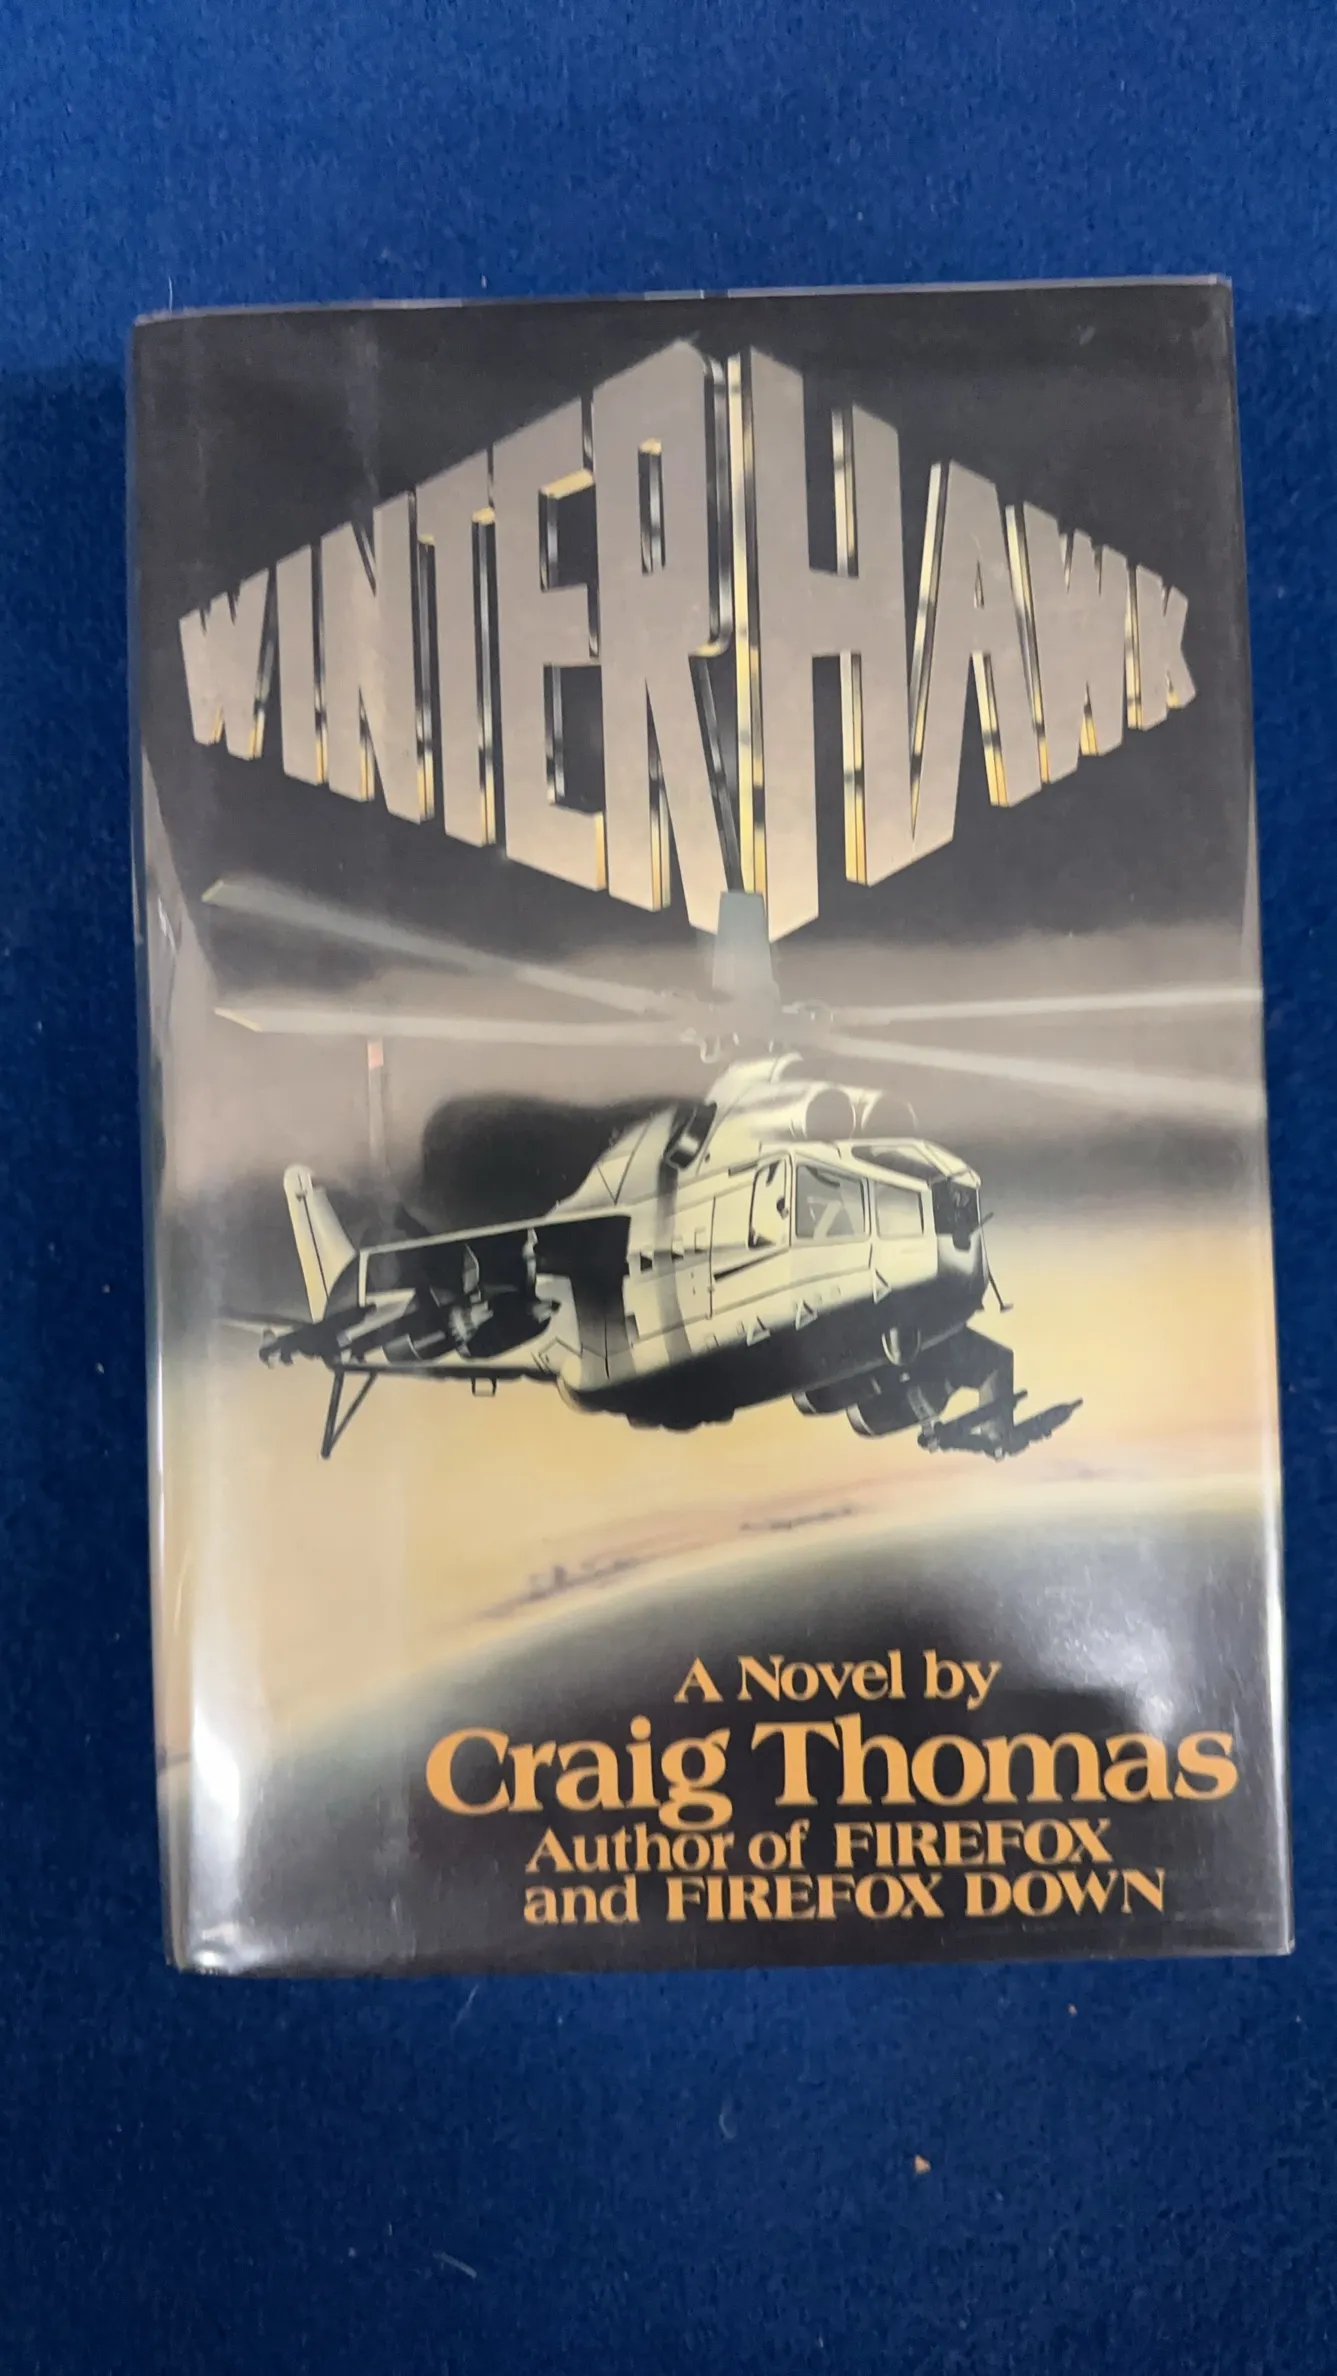 WINTERHAWK
A Novel by
Craig Thomas
Author of FIREFOX
and FIREFOX DOWN